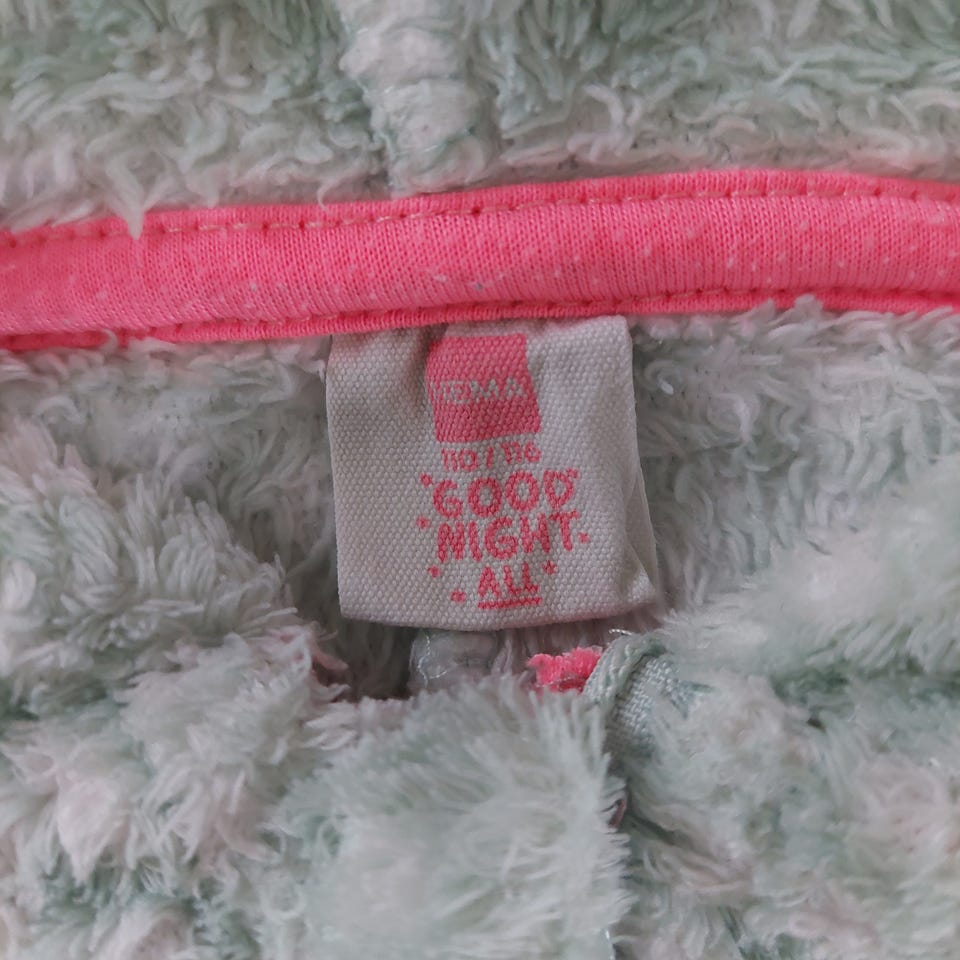 HEMA
110/116
GOOD
NIGHT
ALL